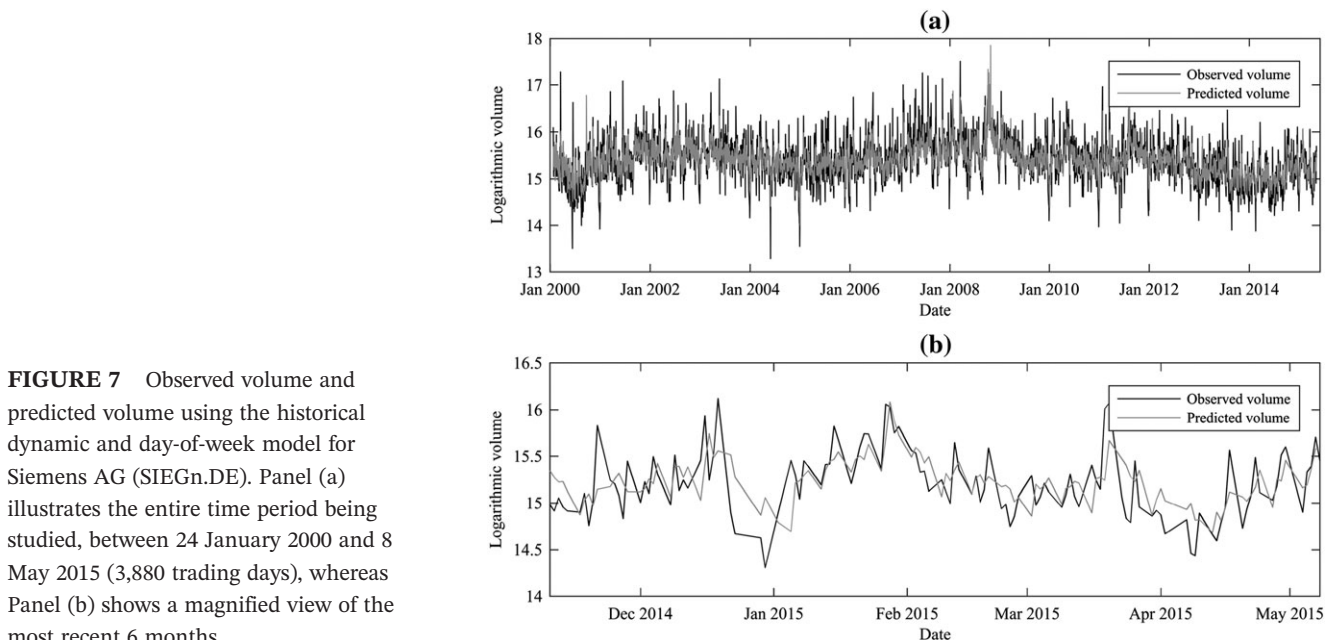 FIGURE 7 Observed volume and
predicted volume using the historical
dynamic and day-of-week model for
Siemens AG (SIEGn.DE). Panel (a)
illustrates the entire time period being
studied, between 24 January 2000 and 8
May 2015 (3,880 trading days), whereas
Panel (b) shows a magnified view of the
most recent 6 months
(a)
Logarithmic volume
18
17
16
15
14
13
Observed volume
Predicted volume
Jan 2000 Jan 2002 Jan 2004 Jan 2006 Jan 2008 Jan 2010 Jan 2012 Jan 2014
Date
(b)
Logarithmic volume
16.5
16
15.5
15
14.5
14
Observed volume
Predicted volume
Dec 2014 Jan 2015 Feb 2015 Mar 2015 Apr 2015 May 2015
Date